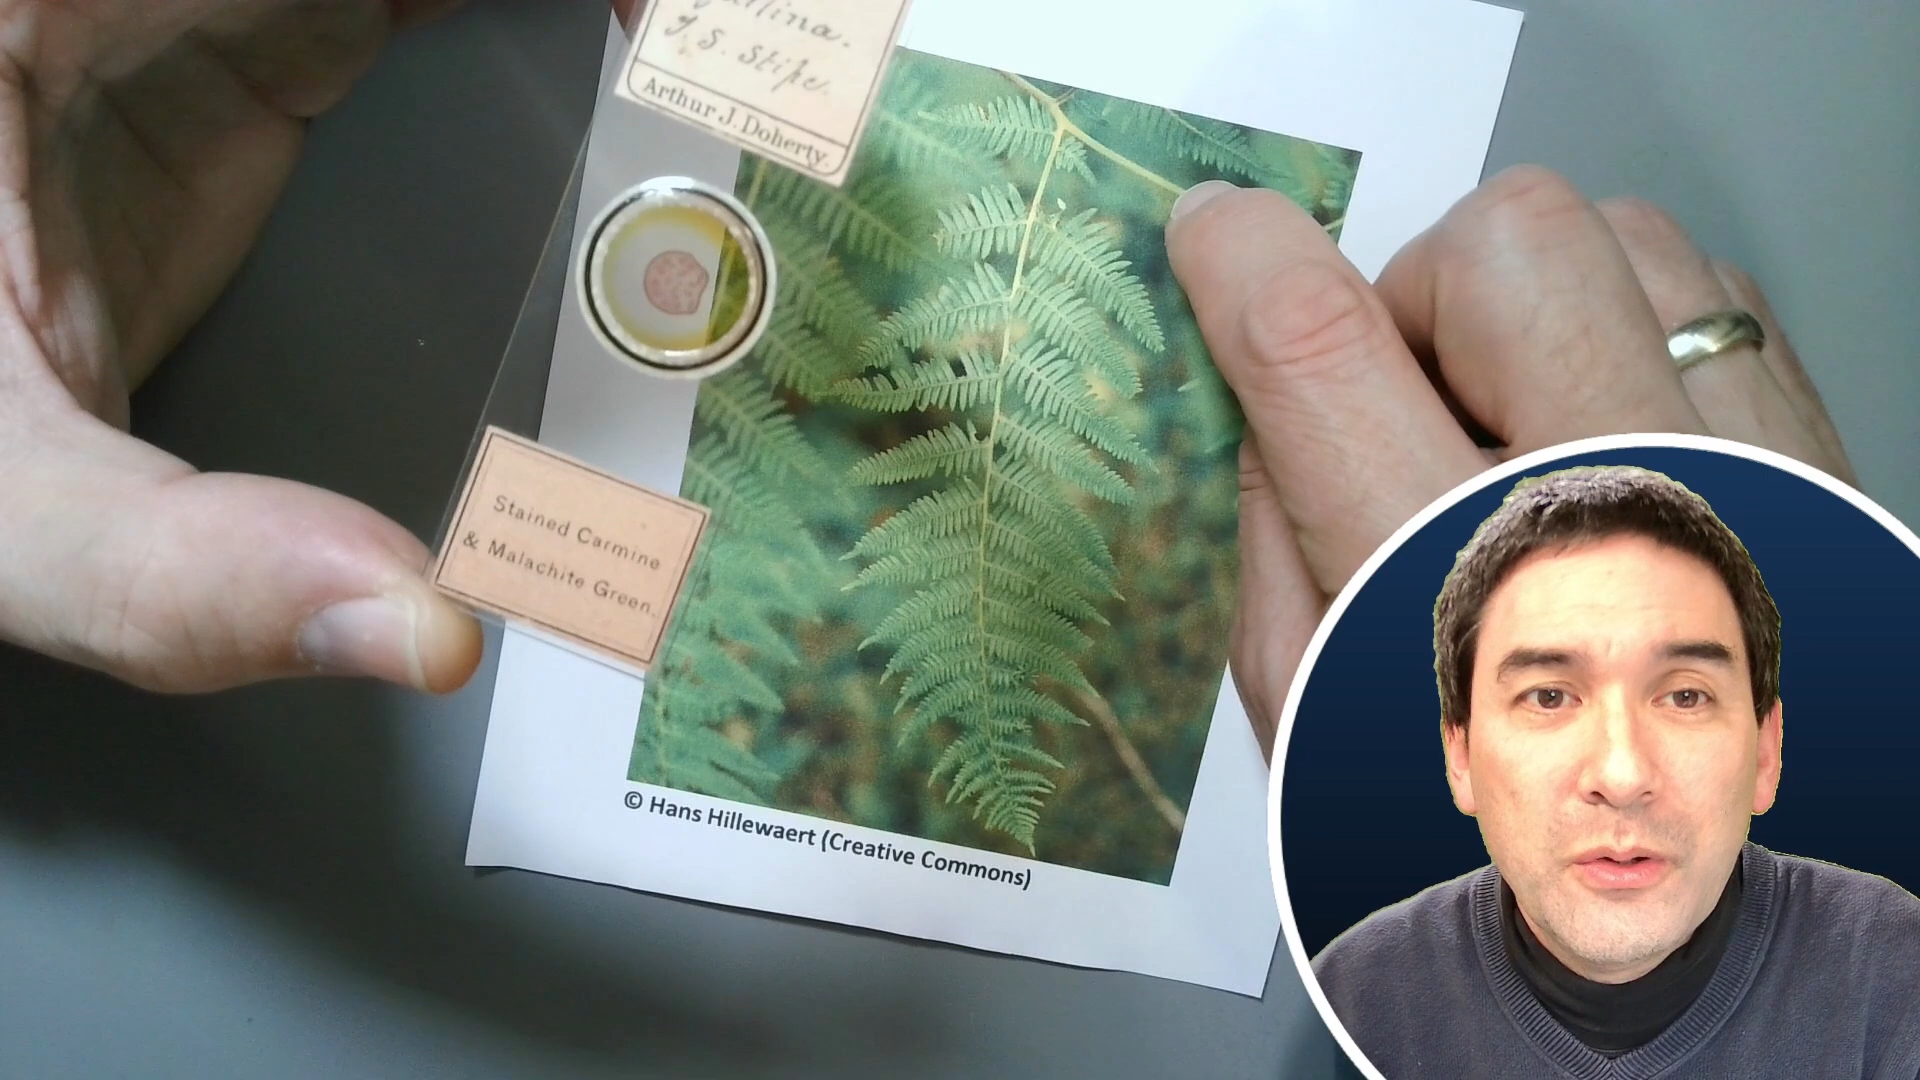 T. S. Stipe.
Arthur J. Doherty.
Stained Carmine
& Malachite Green.
© Hans Hillewaert (Creative Commons)